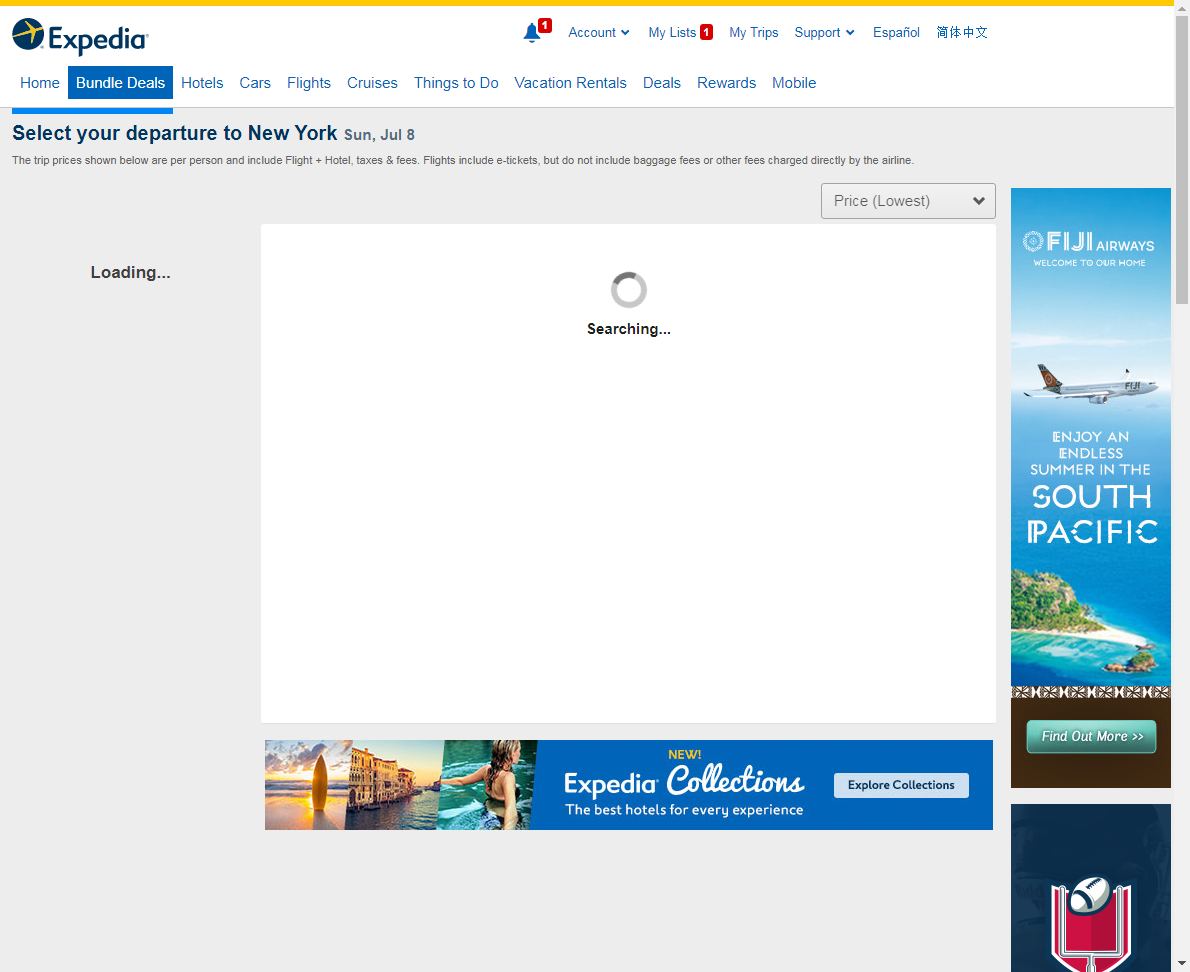 Expedia
1
Account
My Lists 1
My Trips
Support
Español
简体中文
Home
Bundle Deals
Hotels
Cars
Flights
Cruises
Things to Do
Vacation Rentals
Deals
Rewards
Mobile
Select your departure to New York Sun, Jul 8
The trip prices shown below are per person and include Flight + Hotel, taxes & fees. Flights include e-tickets, but do not include baggage fees or other fees charged directly by the airline.
Price (Lowest)
Loading...
Searching...
FIJI AIRWAYS
WELCOME TO OUR HOME
FIJI
ENJOY AN
ENDLESS
SUMMER IN THE
SOUTH
PACIFIC
Find Out More >>
NEW!
Expedia Collections
The best hotels for every experience
Explore Collections